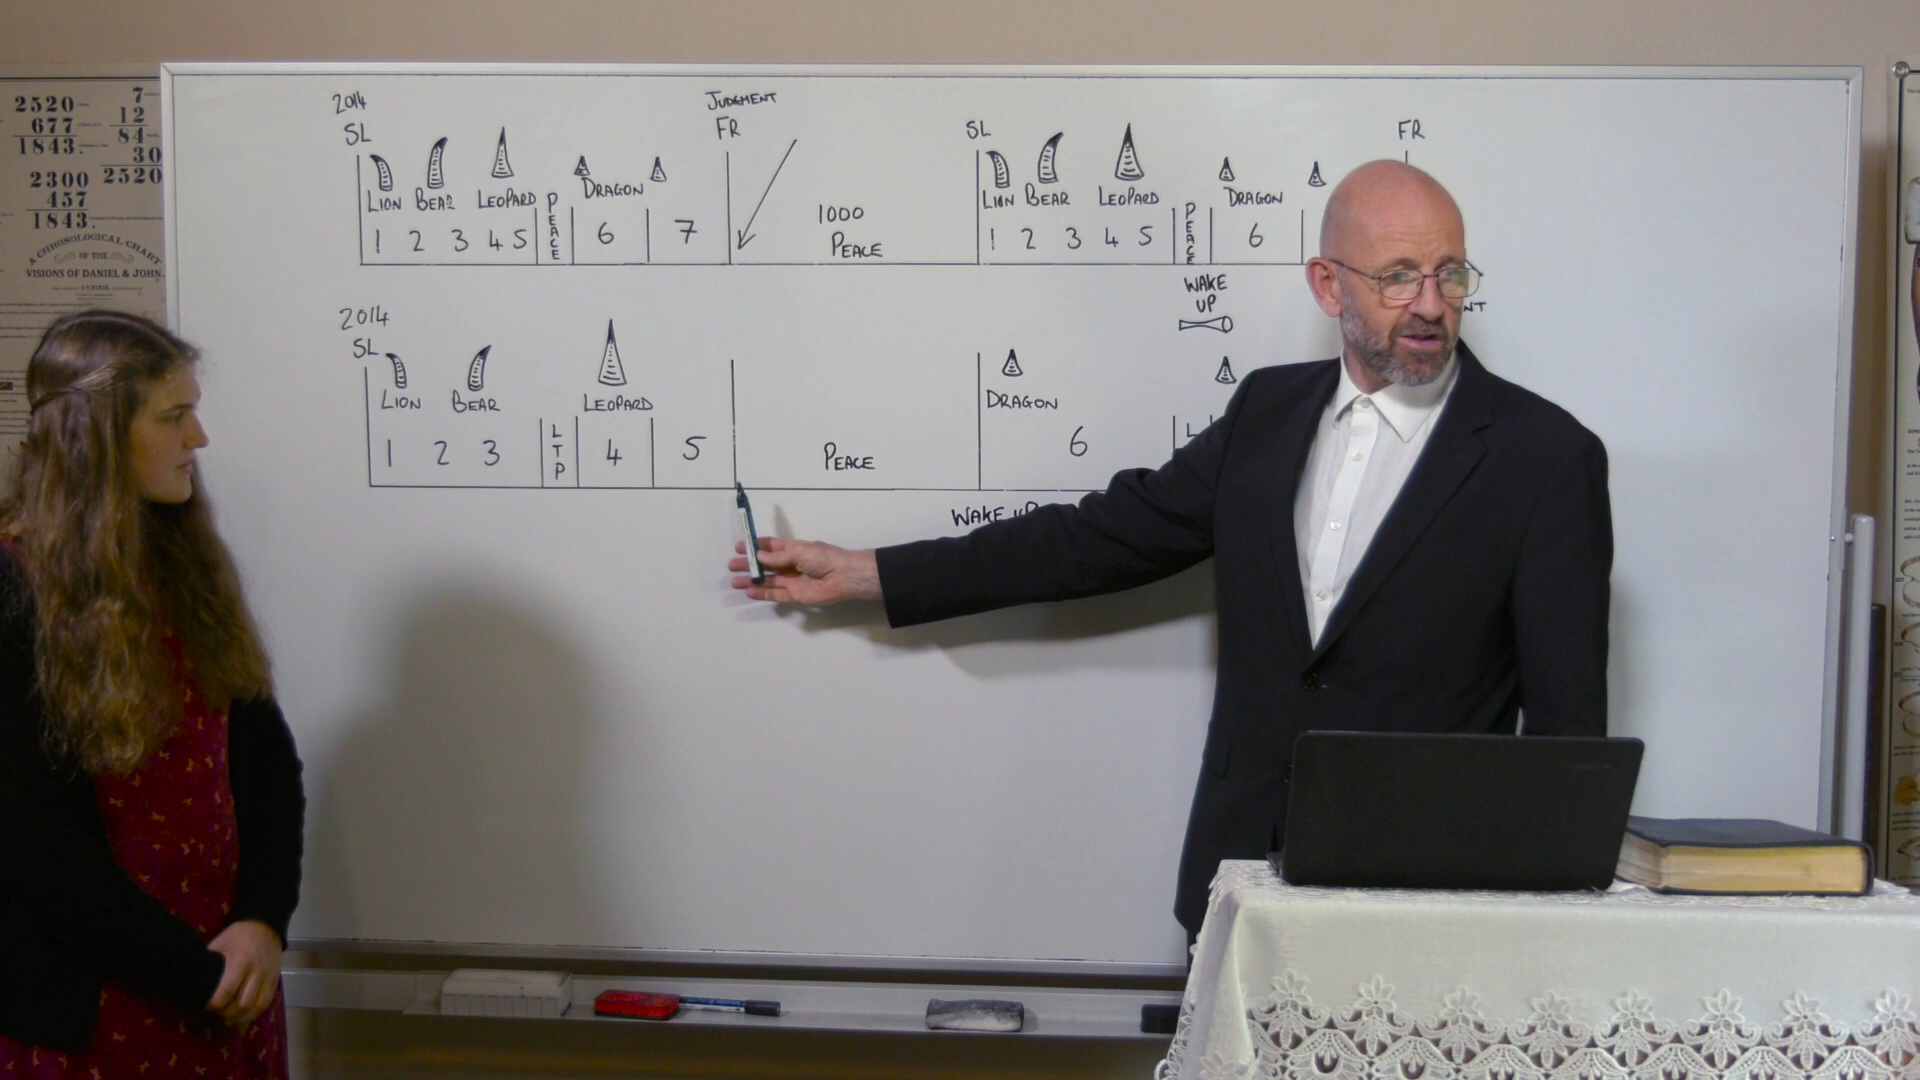 2520
677
1843.
2300
457
1843.
7
12
84
30
2520
A CHRONOLOGICAL CHART
OF THE
VISIONS OF DANIEL & JOHN.
2014
SL
JUDGMENT
FR
LION BEAR LEOPARD
DRAGON
1 2 3 4 5
PEACE
6
7
1000
PEACE
SL
FR
LION BEAR LEOPARD
DRAGON
1 2 3 4 5
PEACE
6
WAKE
UP
NT
2014
SL
LION BEAR LEOPARD
1 2 3
LTP
4
5
PEACE
DRAGON
6
L
WAKE UP